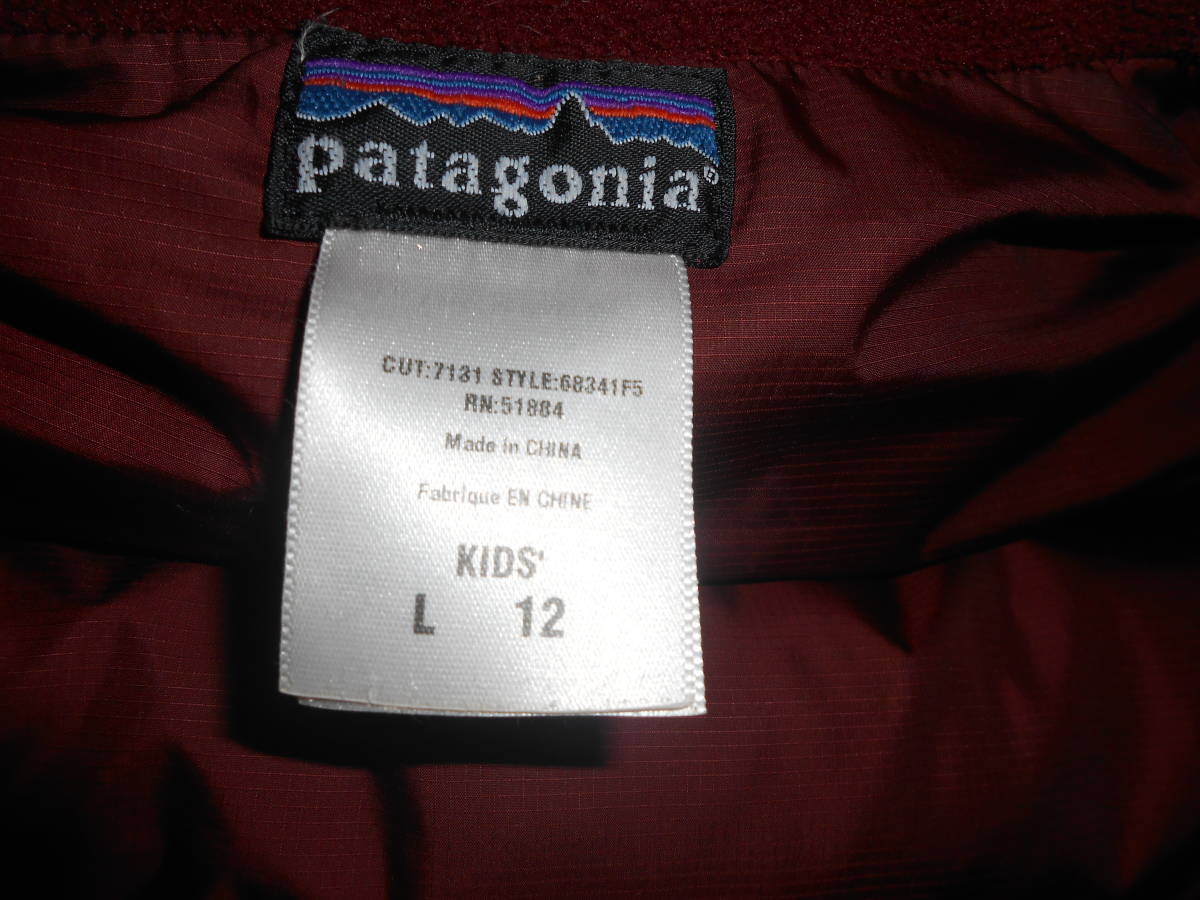 patagonia®
CUT:7131 STYLE:68341F5
RN:51884
Made in CHINA
Fabrique EN CHINE
KIDS'
L 12